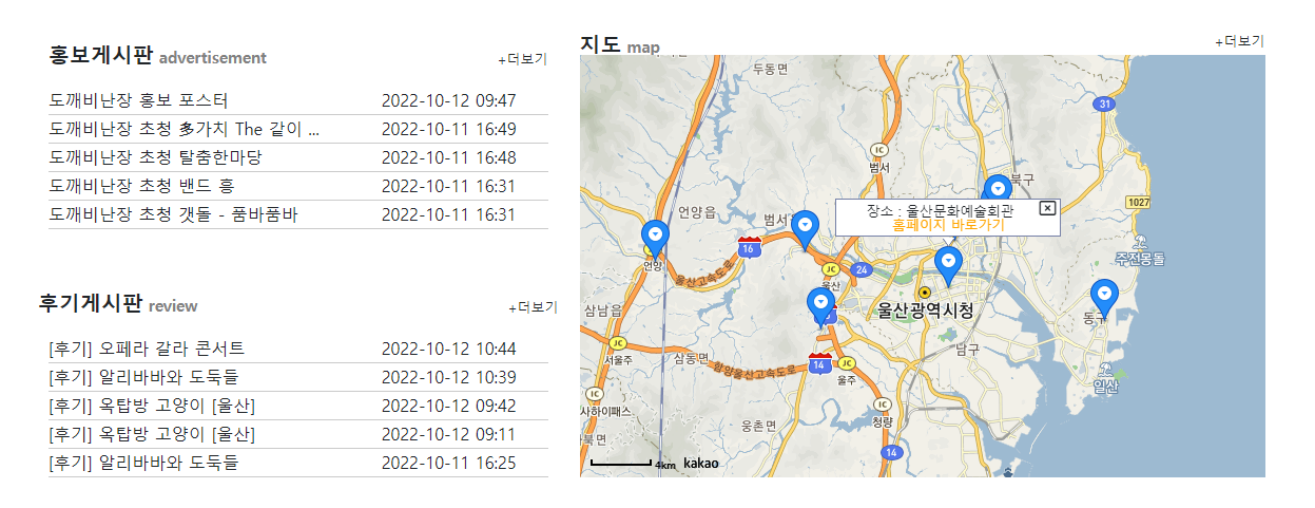 홍보게시판 advertisement
+더보기
도깨비난장 홍보 포스터 2022-10-12 09:47
도깨비난장 초청 多가치 The 같이 ... 2022-10-11 16:49
도깨비난장 초청 탈춤한마당 2022-10-11 16:48
도깨비난장 초청 밴드 흥 2022-10-11 16:31
도깨비난장 초청 갯돌 - 품바품바 2022-10-11 16:31
후기게시판 review
+더보기
[후기] 오페라 갈라 콘서트 2022-10-12 10:44
[후기] 알리바바와 도둑들 2022-10-12 10:39
[후기] 옥탑방 고양이 [울산] 2022-10-12 09:42
[후기] 옥탑방 고양이 [울산] 2022-10-12 09:11
[후기] 알리바바와 도둑들 2022-10-11 16:25
지도 map
+더보기
두동면
31
IC
범서
북구
1027
언양읍
범서
장소 : 울산문화예술회관
홈페이지 바로가기
16
언양
울산고속도로
JC
24
울산
주전몽돌
울산광역시청
동구
삼남읍
JC
서울주
삼동면
함양울산고속도로
14
JC
울주
남구
일산
IC
사하이패스
북면
웅촌면
IC
청량
14
4km
kakao